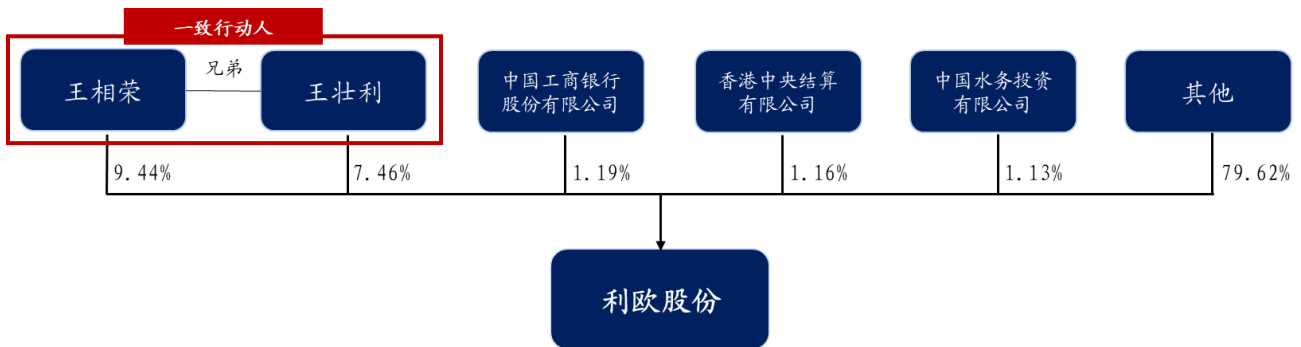 一致行动人
王相荣
兄弟
王壮利
中国工商银行
股份有限公司
香港中央结算
有限公司
中国水务投资
有限公司
其他
9.44%
7.46%
1.19%
1.16%
1.13%
79.62%
利欧股份